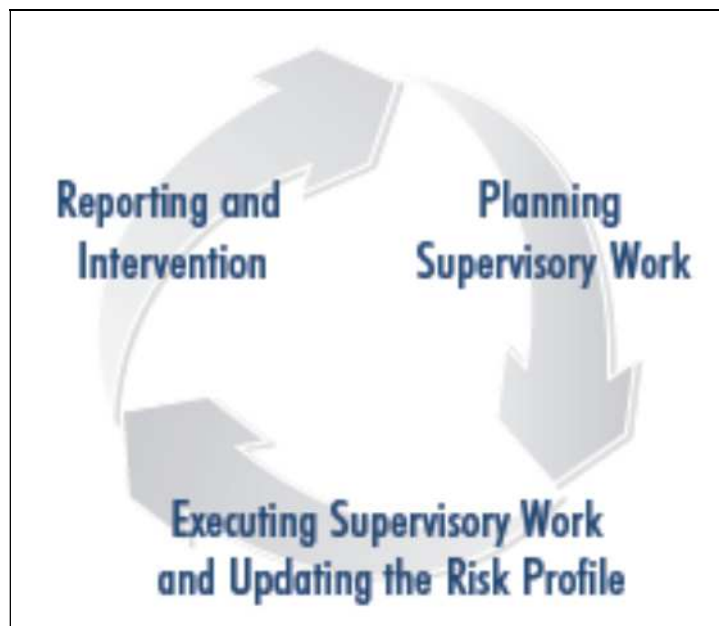 Reporting and
Intervention
Planning
Supervisory Work
Executing Supervisory Work
and Updating the Risk Profile